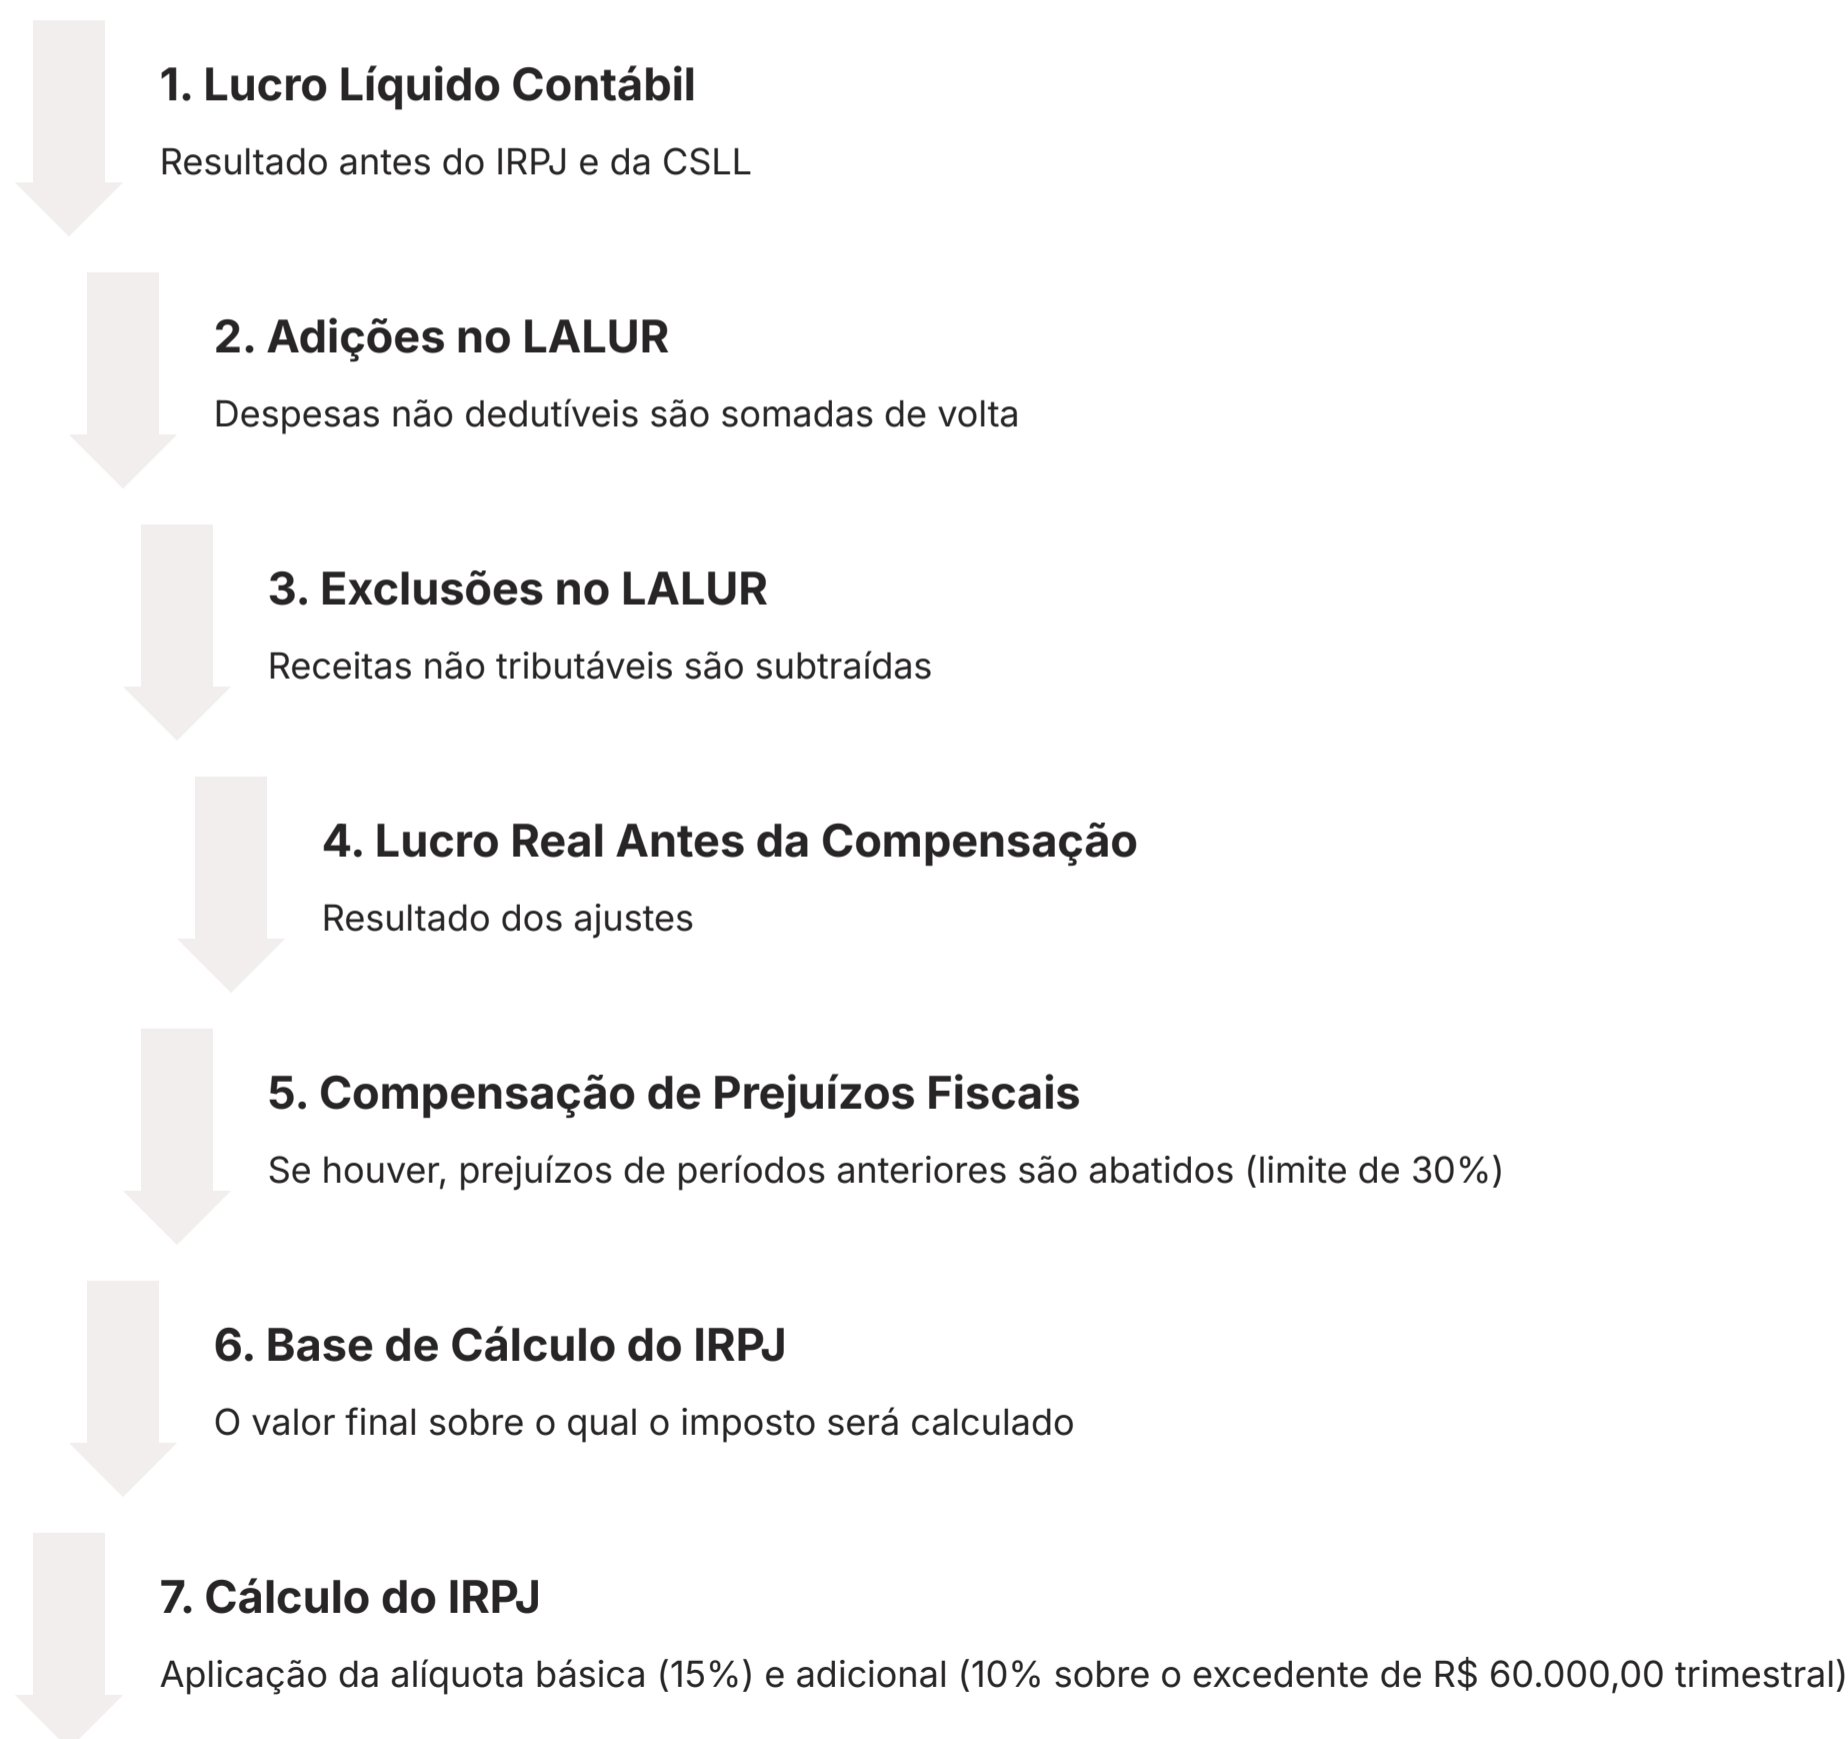 1. Lucro Líquido Contábil
Resultado antes do IRPJ e da CSLL
2. Adições no LALUR
Despesas não dedutíveis são somadas de volta
3. Exclusões no LALUR
Receitas não tributáveis são subtraídas
4. Lucro Real Antes da Compensação
Resultado dos ajustes
5. Compensação de Prejuízos Fiscais
Se houver, prejuízos de períodos anteriores são abatidos (limite de 30%)
6. Base de Cálculo do IRPJ
O valor final sobre o qual o imposto será calculado
7. Cálculo do IRPJ
Aplicação da alíquota básica (15%) e adicional (10% sobre o excedente de R$ 60.000,00 trimestral)